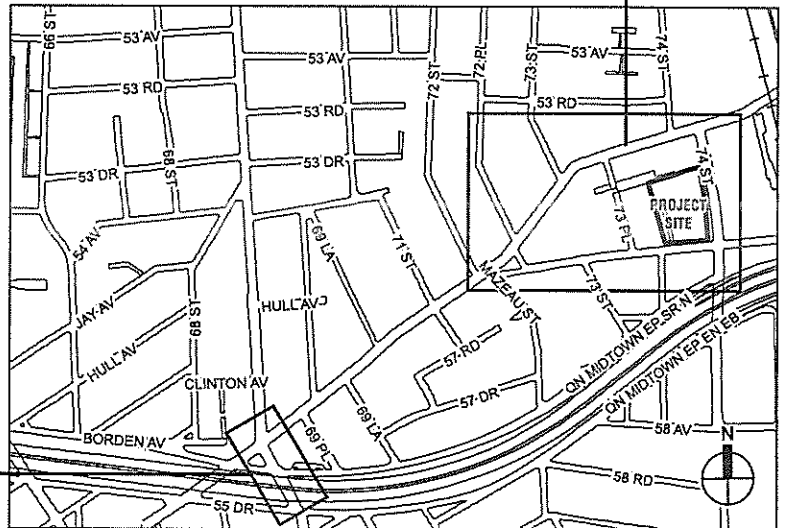 66 ST
53 AV
53 AV
72 ST
72 PL
73 ST
53 AV
74 ST
53 RD
53 RD
53 RD
53 DR
68 ST
53 DR
74 ST
PROJECT
SITE
73 PL
54 AV
69 LA
71 ST
MAZEAU ST
73 ST
JAY AV
68 ST
HULL AV
HULL AV
57 RD
QN MIDTOWN EP SR N
QN MIDTOWN EP EN EB
CLINTON AV
57 DR
69 LA
69 PL
58 AV
N
BORDEN AV
58 RD
55 DR